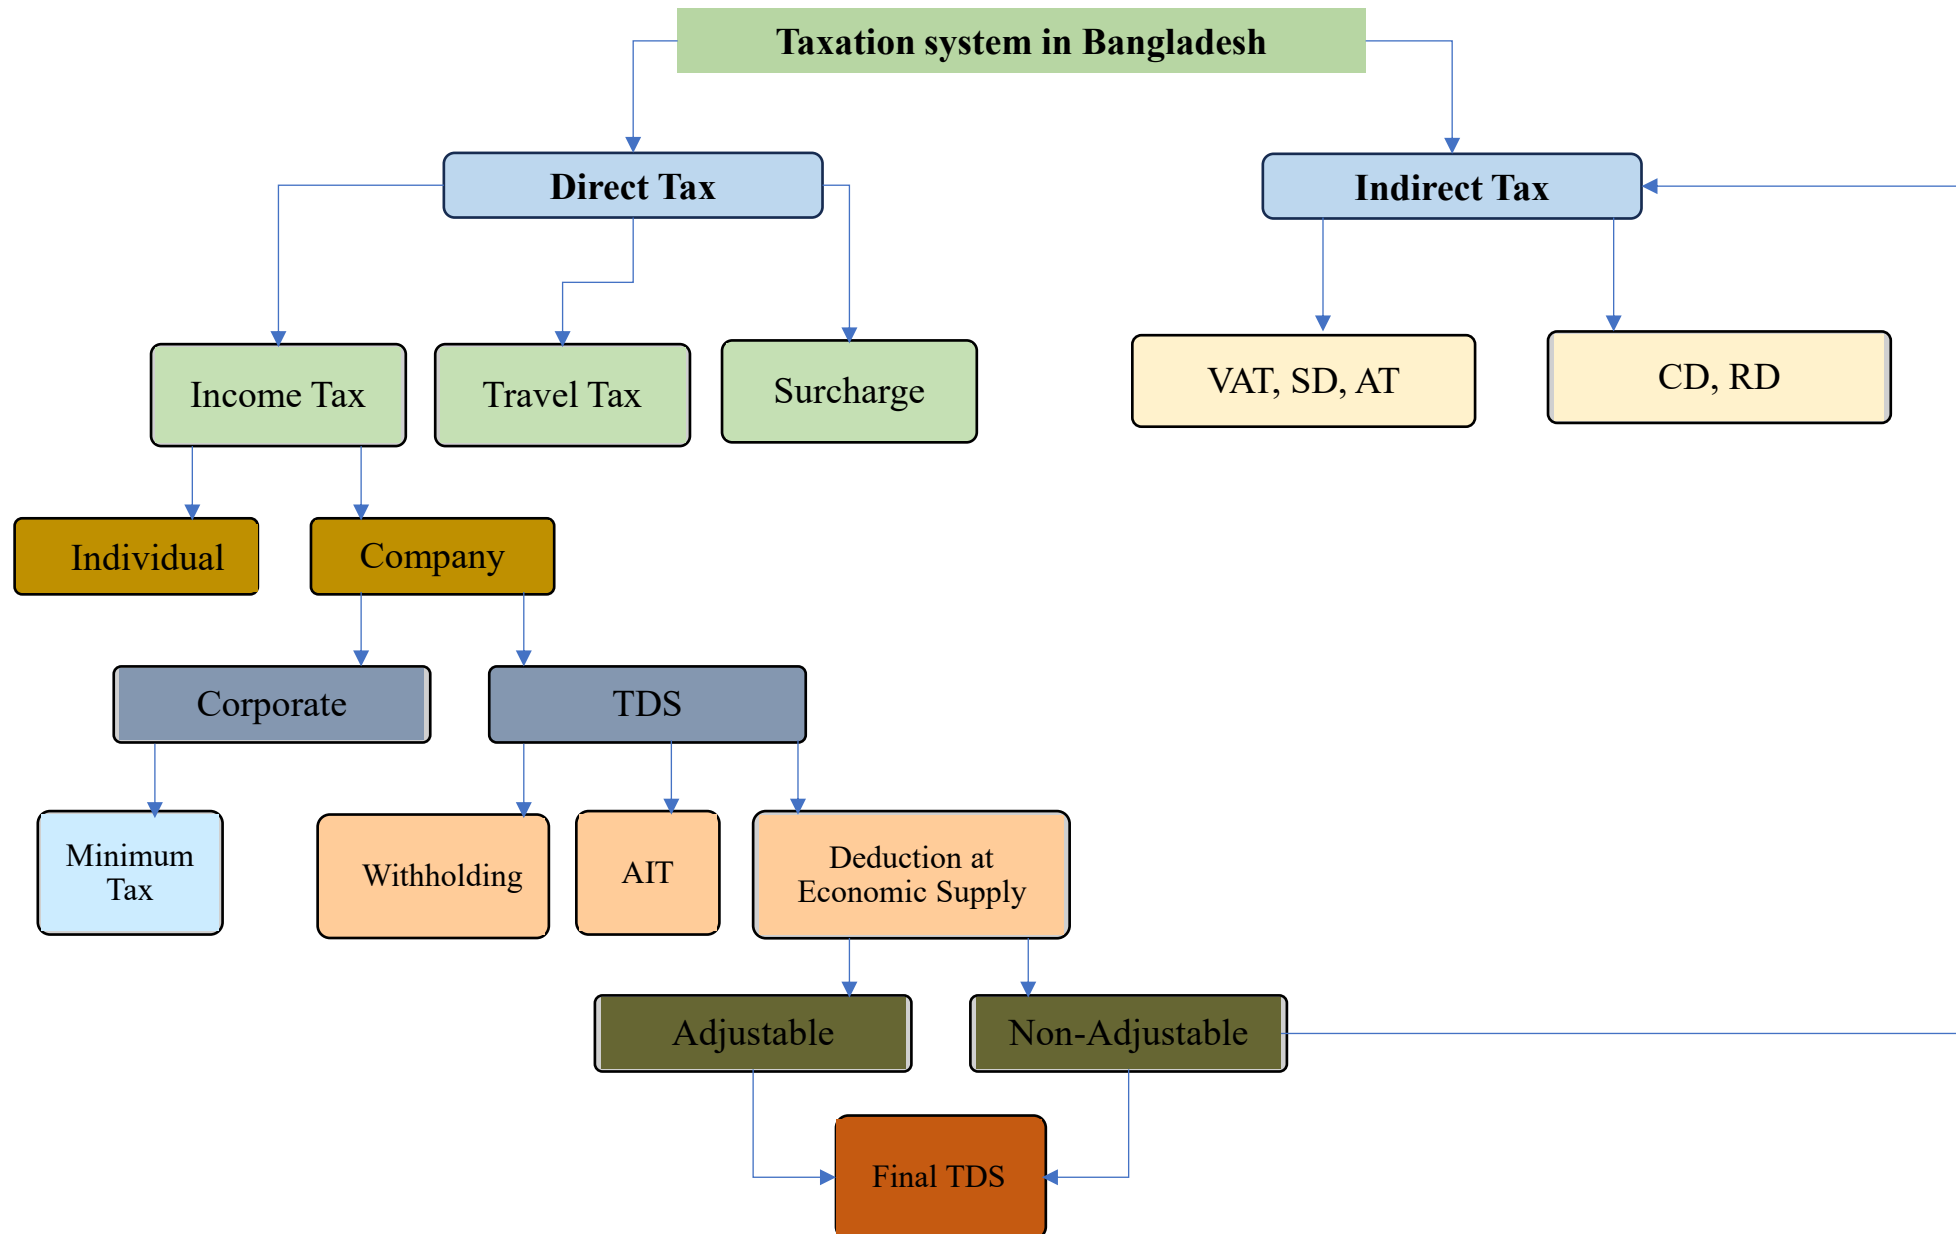 Taxation system in Bangladesh
Direct Tax
Indirect Tax
Income Tax
Travel Tax
Surcharge
VAT, SD, AT
CD, RD
Individual
Company
Corporate
TDS
Minimum
Tax
Withholding
AIT
Deduction at
Economic Supply
Adjustable
Non-Adjustable
Final TDS